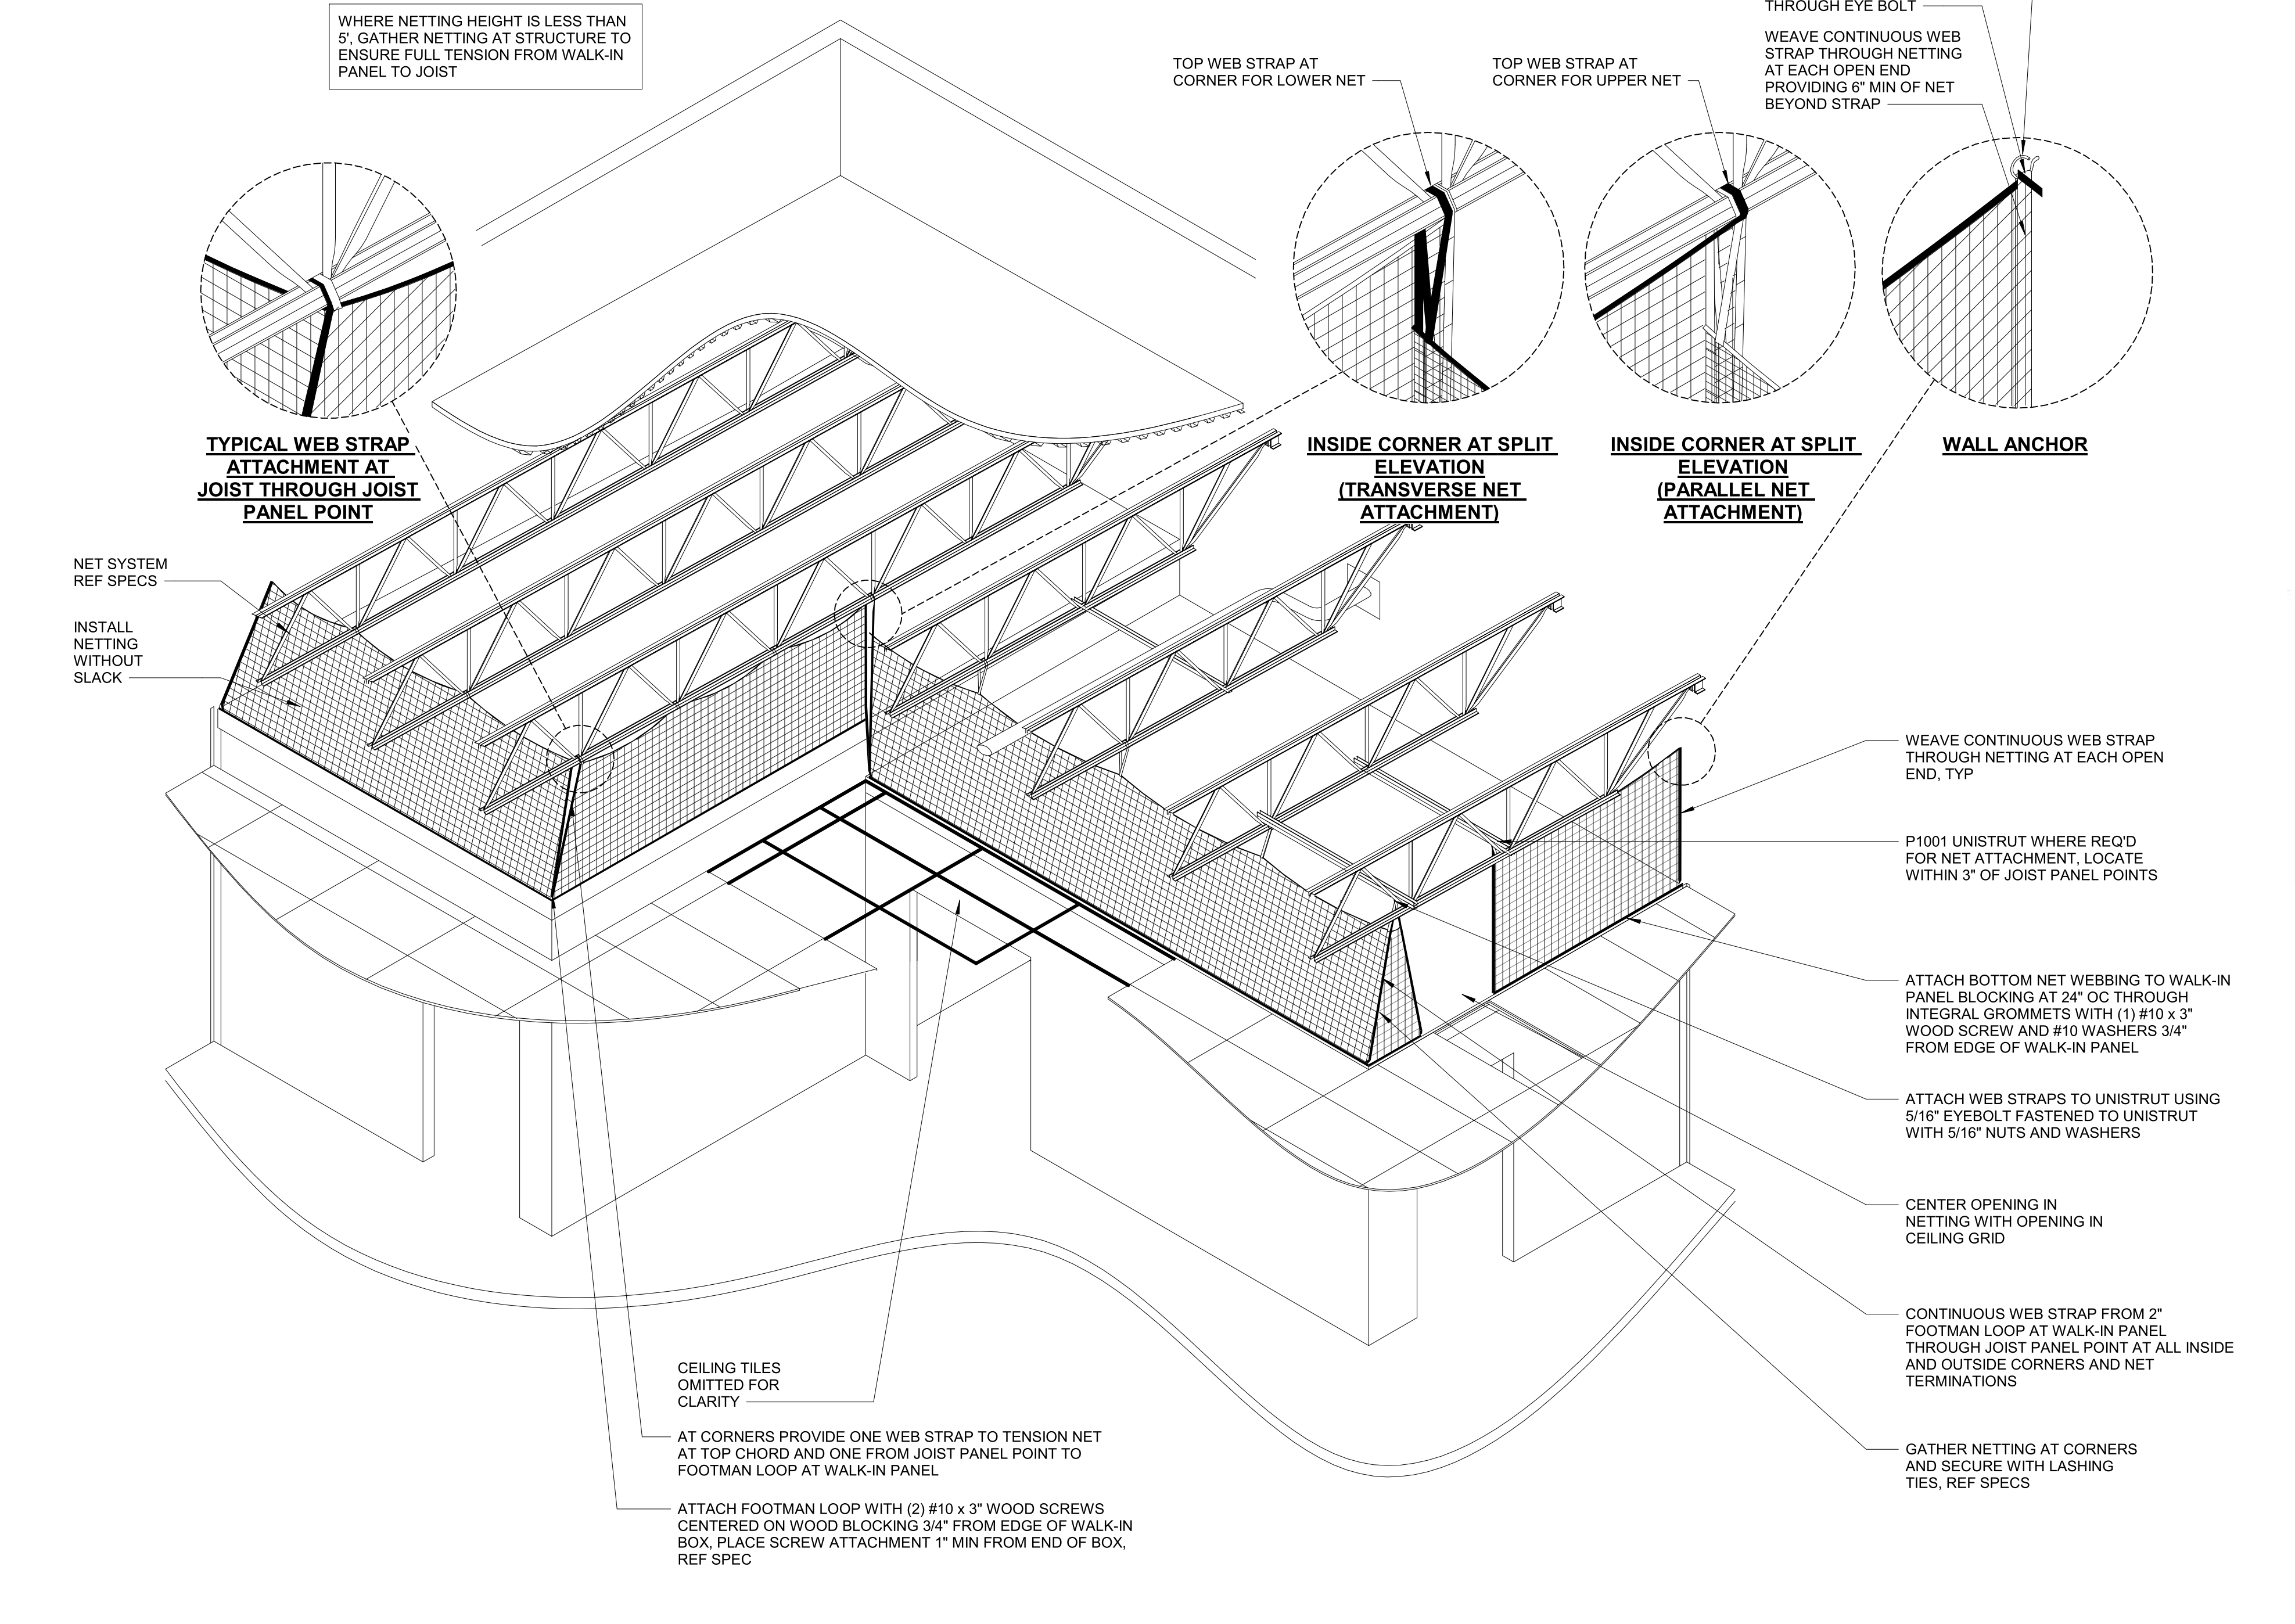 WHERE NETTING HEIGHT IS LESS THAN
5', GATHER NETTING AT STRUCTURE TO
ENSURE FULL TENSION FROM WALK-IN
PANEL TO JOIST
TOP WEB STRAP AT
CORNER FOR LOWER NET
TOP WEB STRAP AT
CORNER FOR UPPER NET
THROUGH EYE BOLT
WEAVE CONTINUOUS WEB
STRAP THROUGH NETTING
AT EACH OPEN END
PROVIDING 6" MIN OF NET
BEYOND STRAP
TYPICAL WEB STRAP
ATTACHMENT AT
JOIST THROUGH JOIST
PANEL POINT
INSIDE CORNER AT SPLIT
ELEVATION
(TRANSVERSE NET
ATTACHMENT)
INSIDE CORNER AT SPLIT
ELEVATION
(PARALLEL NET
ATTACHMENT)
WALL ANCHOR
NET SYSTEM
REF SPECS
INSTALL
NETTING
WITHOUT
SLACK
WEAVE CONTINUOUS WEB STRAP
THROUGH NETTING AT EACH OPEN
END, TYP
P1001 UNISTRUT WHERE REQ'D
FOR NET ATTACHMENT, LOCATE
WITHIN 3" OF JOIST PANEL POINTS
ATTACH BOTTOM NET WEBBING TO WALK-IN
PANEL BLOCKING AT 24" OC THROUGH
INTEGRAL GROMMETS WITH (1) #10 x 3"
WOOD SCREW AND #10 WASHERS 3/4"
FROM EDGE OF WALK-IN PANEL
ATTACH WEB STRAPS TO UNISTRUT USING
5/16" EYEBOLT FASTENED TO UNISTRUT
WITH 5/16" NUTS AND WASHERS
CENTER OPENING IN
NETTING WITH OPENING IN
CEILING GRID
CONTINUOUS WEB STRAP FROM 2"
FOOTMAN LOOP AT WALK-IN PANEL
THROUGH JOIST PANEL POINT AT ALL INSIDE
AND OUTSIDE CORNERS AND NET
TERMINATIONS
GATHER NETTING AT CORNERS
AND SECURE WITH LASHING
TIES, REF SPECS
CEILING TILES
OMITTED FOR
CLARITY
AT CORNERS PROVIDE ONE WEB STRAP TO TENSION NET
AT TOP CHORD AND ONE FROM JOIST PANEL POINT TO
FOOTMAN LOOP AT WALK-IN PANEL
ATTACH FOOTMAN LOOP WITH (2) #10 x 3" WOOD SCREWS
CENTERED ON WOOD BLOCKING 3/4" FROM EDGE OF WALK-IN
BOX, PLACE SCREW ATTACHMENT 1" MIN FROM END OF BOX,
REF SPEC